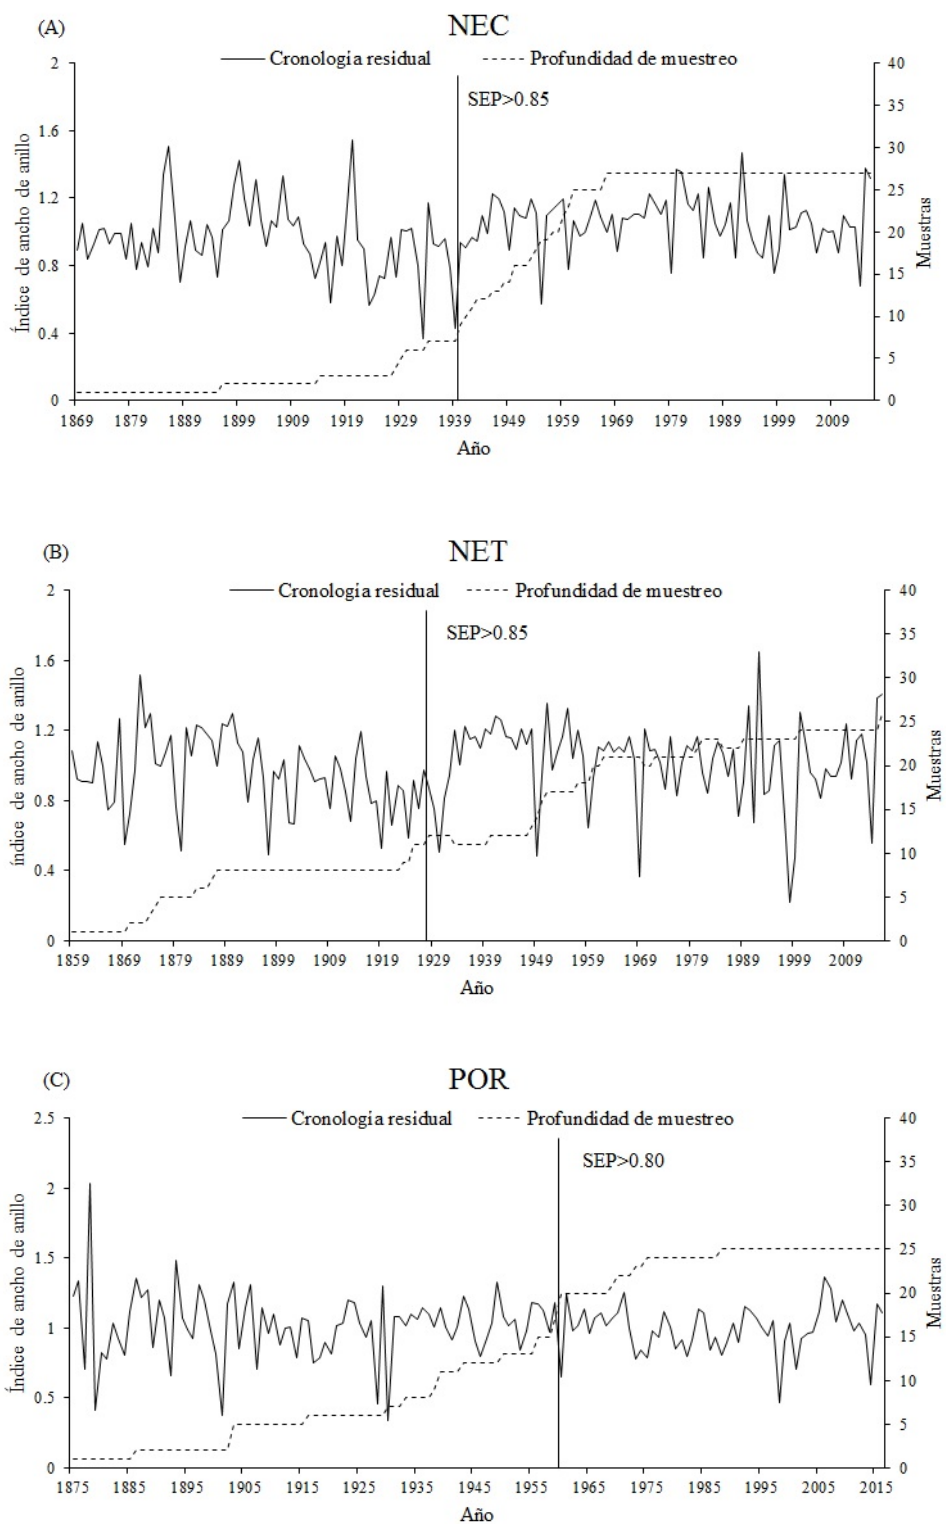 (A)
NEC
Cronología residual
Profundidad de muestreo
SEP>0.85
Índice de ancho de anillo
2
1.6
1.2
0.8
0.4
0
40
35
30
25
20
15
10
5
0
Muestras
1869 1879 1889 1899 1909 1919 1929 1939 1949 1959 1969 1979 1989 1999 2009
Año
(B)
NET
Cronología residual
Profundidad de muestreo
SEP>0.85
índice de ancho de anillo
2
1.6
1.2
0.8
0.4
0
40
35
30
25
20
15
10
5
0
Muestras
1859 1869 1879 1889 1899 1909 1919 1929 1939 1949 1959 1969 1979 1989 1999 2009
Año
(C)
POR
Cronología residual
Profundidad de muestreo
SEP>0.80
Índice de ancho de anillo
2.5
2
1.5
1
0.5
0
40
35
30
25
20
15
10
5
0
Muestras
1875 1885 1895 1905 1915 1925 1935 1945 1955 1965 1975 1985 1995 2005 2015
Año